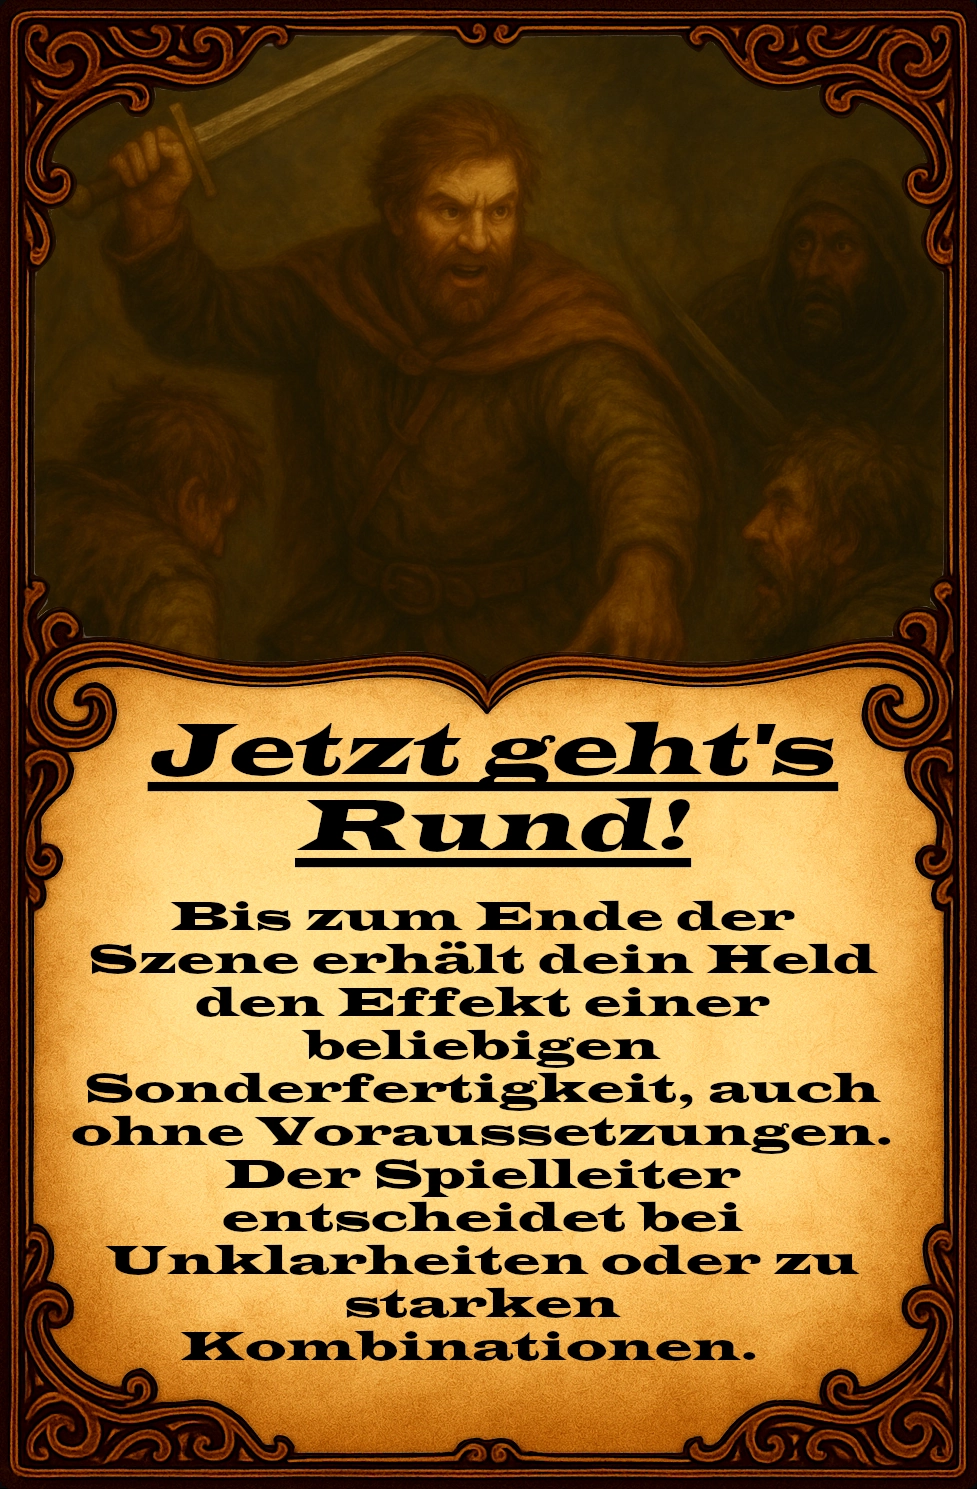 Jetzt geht's
Rund!
Bis zum Ende der
Szene erhält dein Held
den Effekt einer
beliebigen
Sonderfertigkeit, auch
ohne Voraussetzungen.
Der Spielleiter
entscheidet bei
Unklarheiten oder zu
starken
Kombinationen.